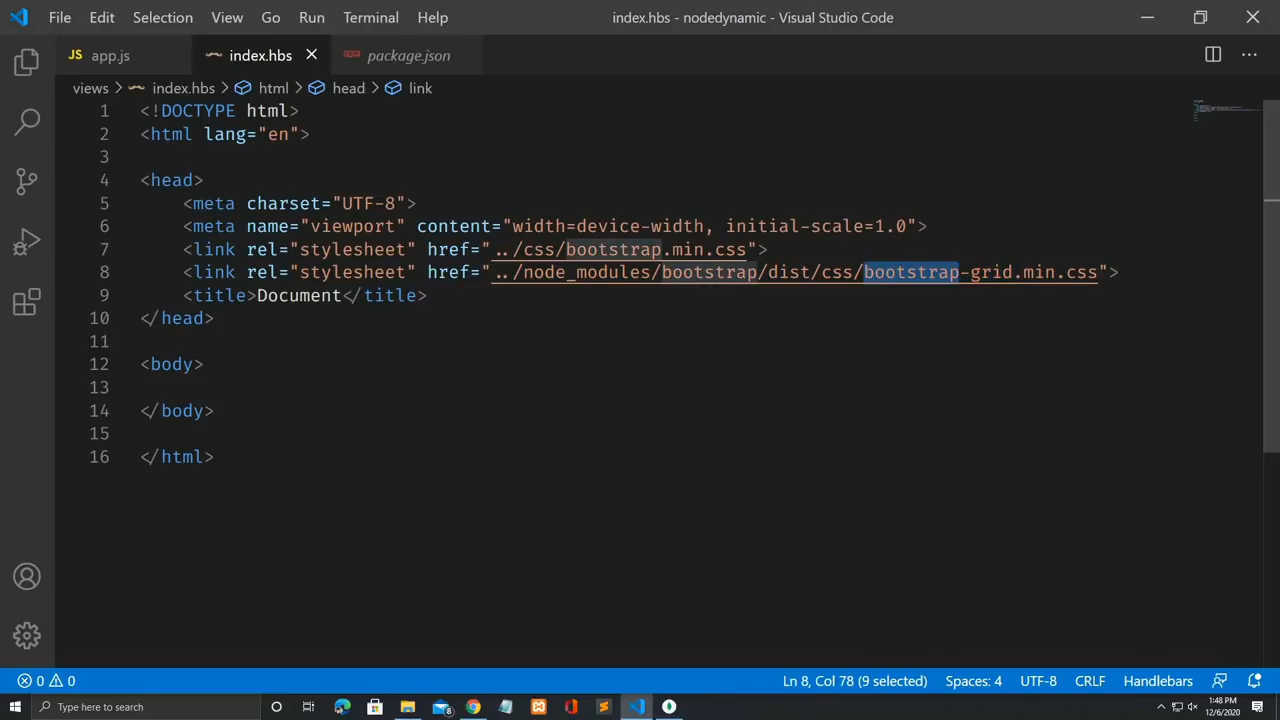 File Edit Selection View Go Run Terminal Help index.hbs - nodedynamic - Visual Studio Code
JS app.js index.hbs package.json
views index.hbs html head link
1 <!DOCTYPE html>
2 <html lang="en">
3
4 <head>
5 <meta charset="UTF-8">
6 <meta name="viewport" content="width=device-width, initial-scale=1.0">
7 <link rel="stylesheet" href="../css/bootstrap.min.css">
8 <link rel="stylesheet" href="../node_modules/bootstrap/dist/css/bootstrap-grid.min.css">
9 <title>Document</title>
10 </head>
11
12 <body>
13
14 </body>
15
16 </html>
0 0 Ln 8, Col 78 (9 selected) Spaces: 4 UTF-8 CRLF Handlebars
Type here to search 1:48 PM
12/6/2020